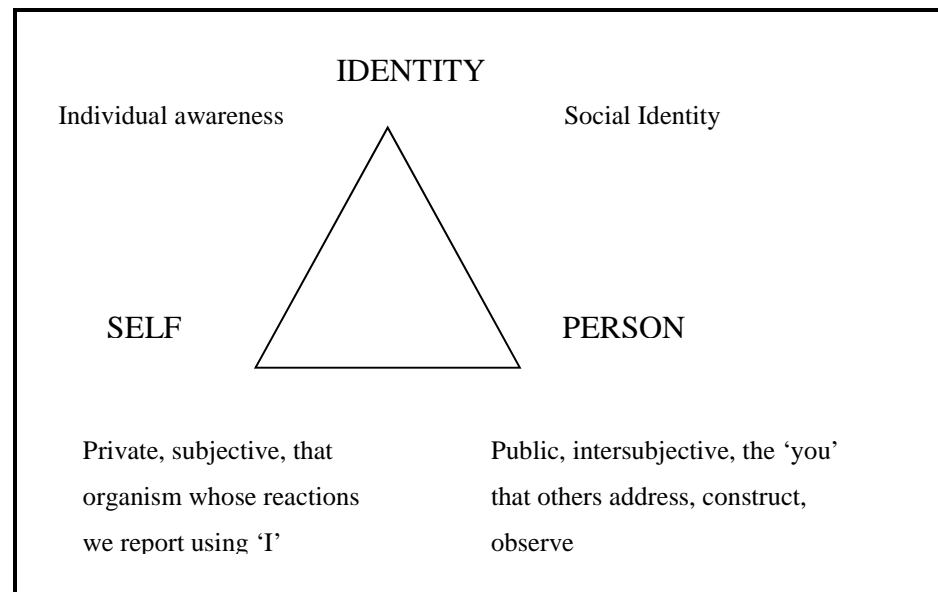 IDENTITY
Individual awareness
Social Identity
SELF
PERSON
Private, subjective, that
organism whose reactions
we report using ‘I’
Public, intersubjective, the ‘you’
that others address, construct,
observe